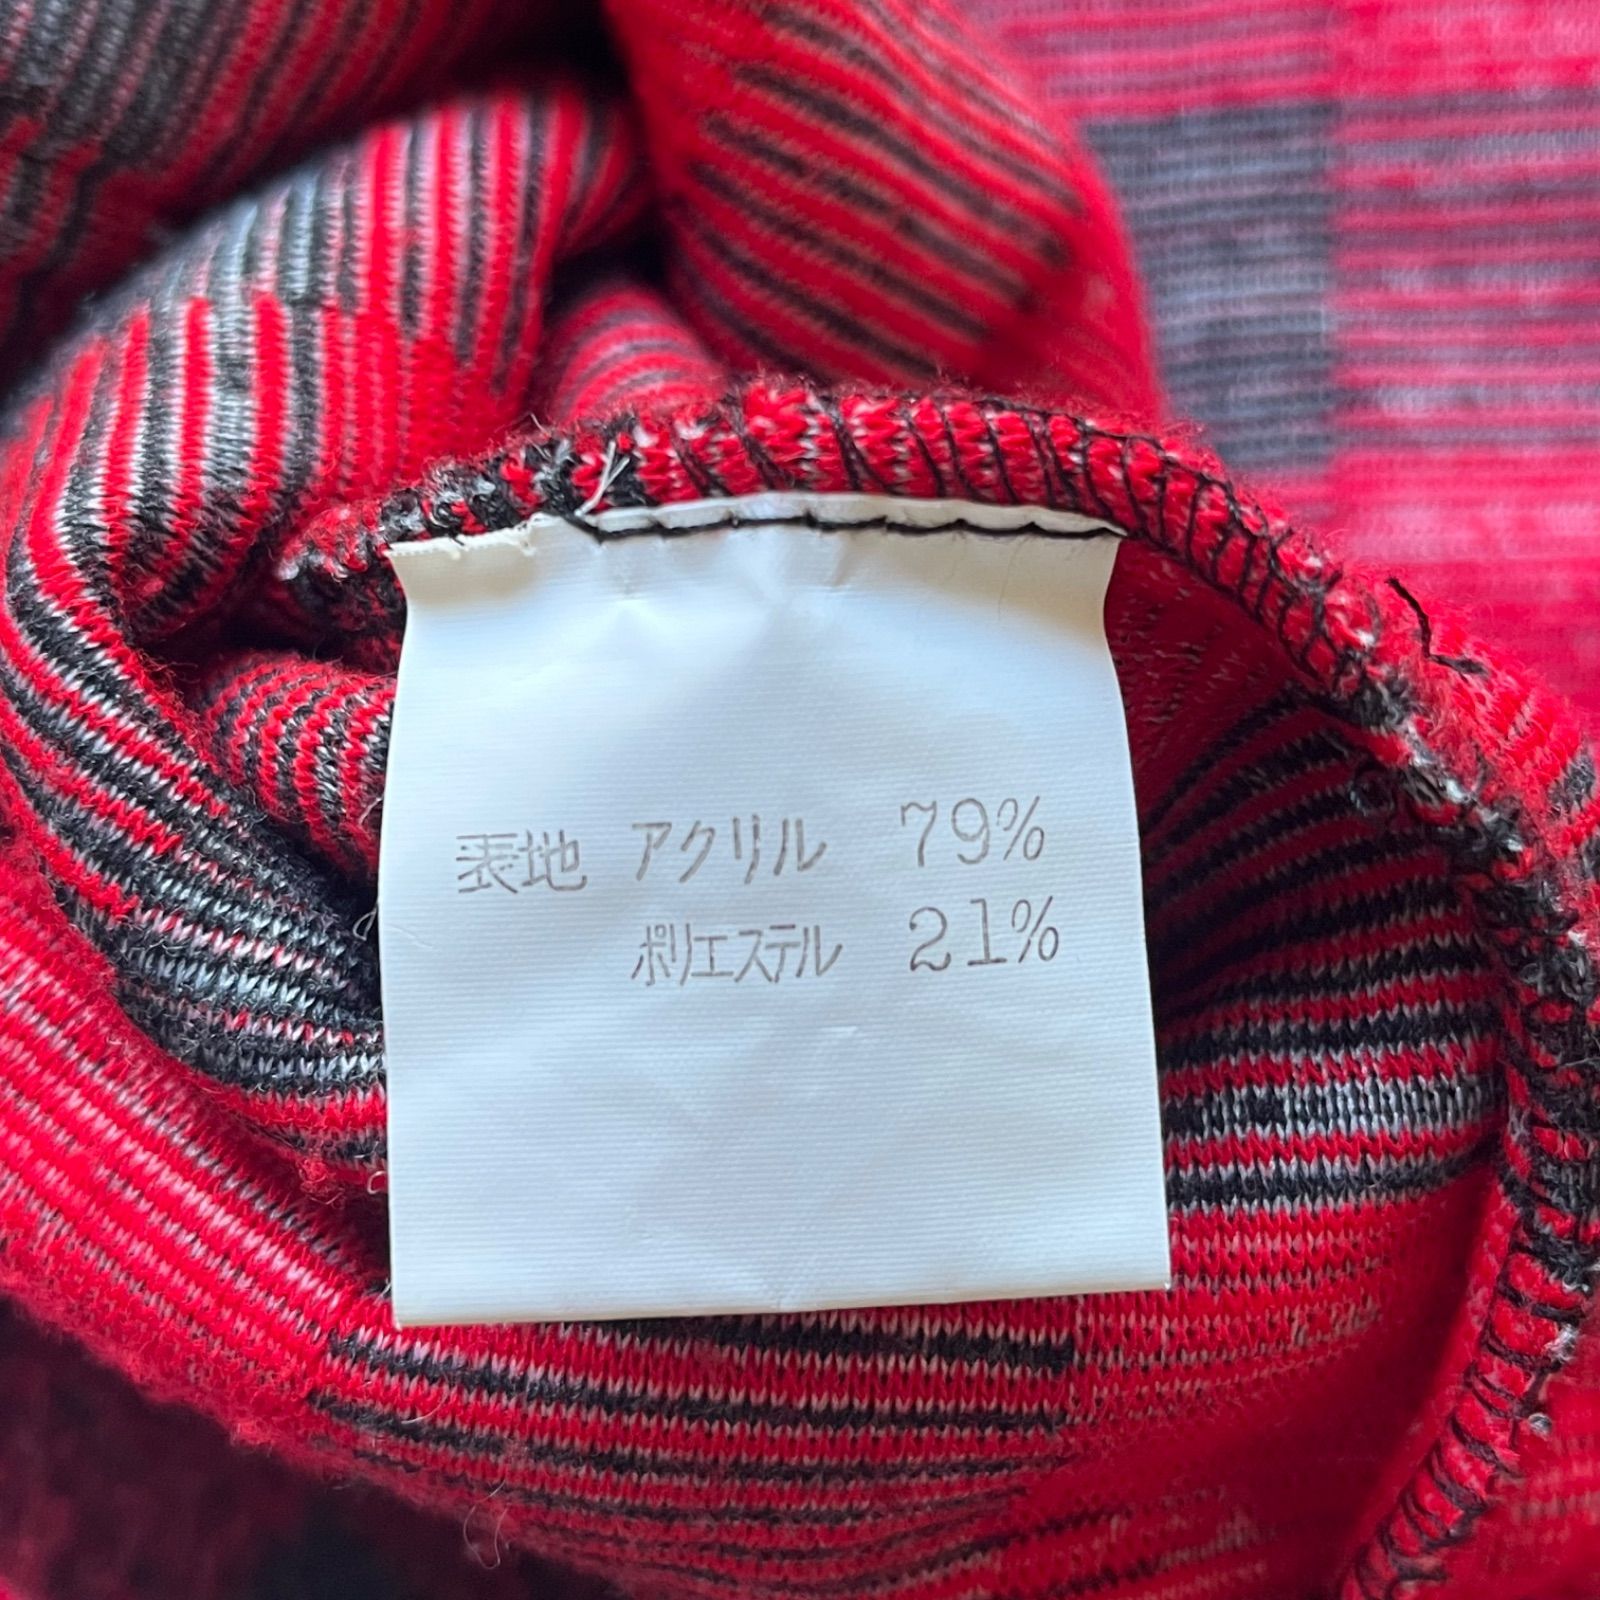 表地 アクリル 79%
ポリエステル 21%